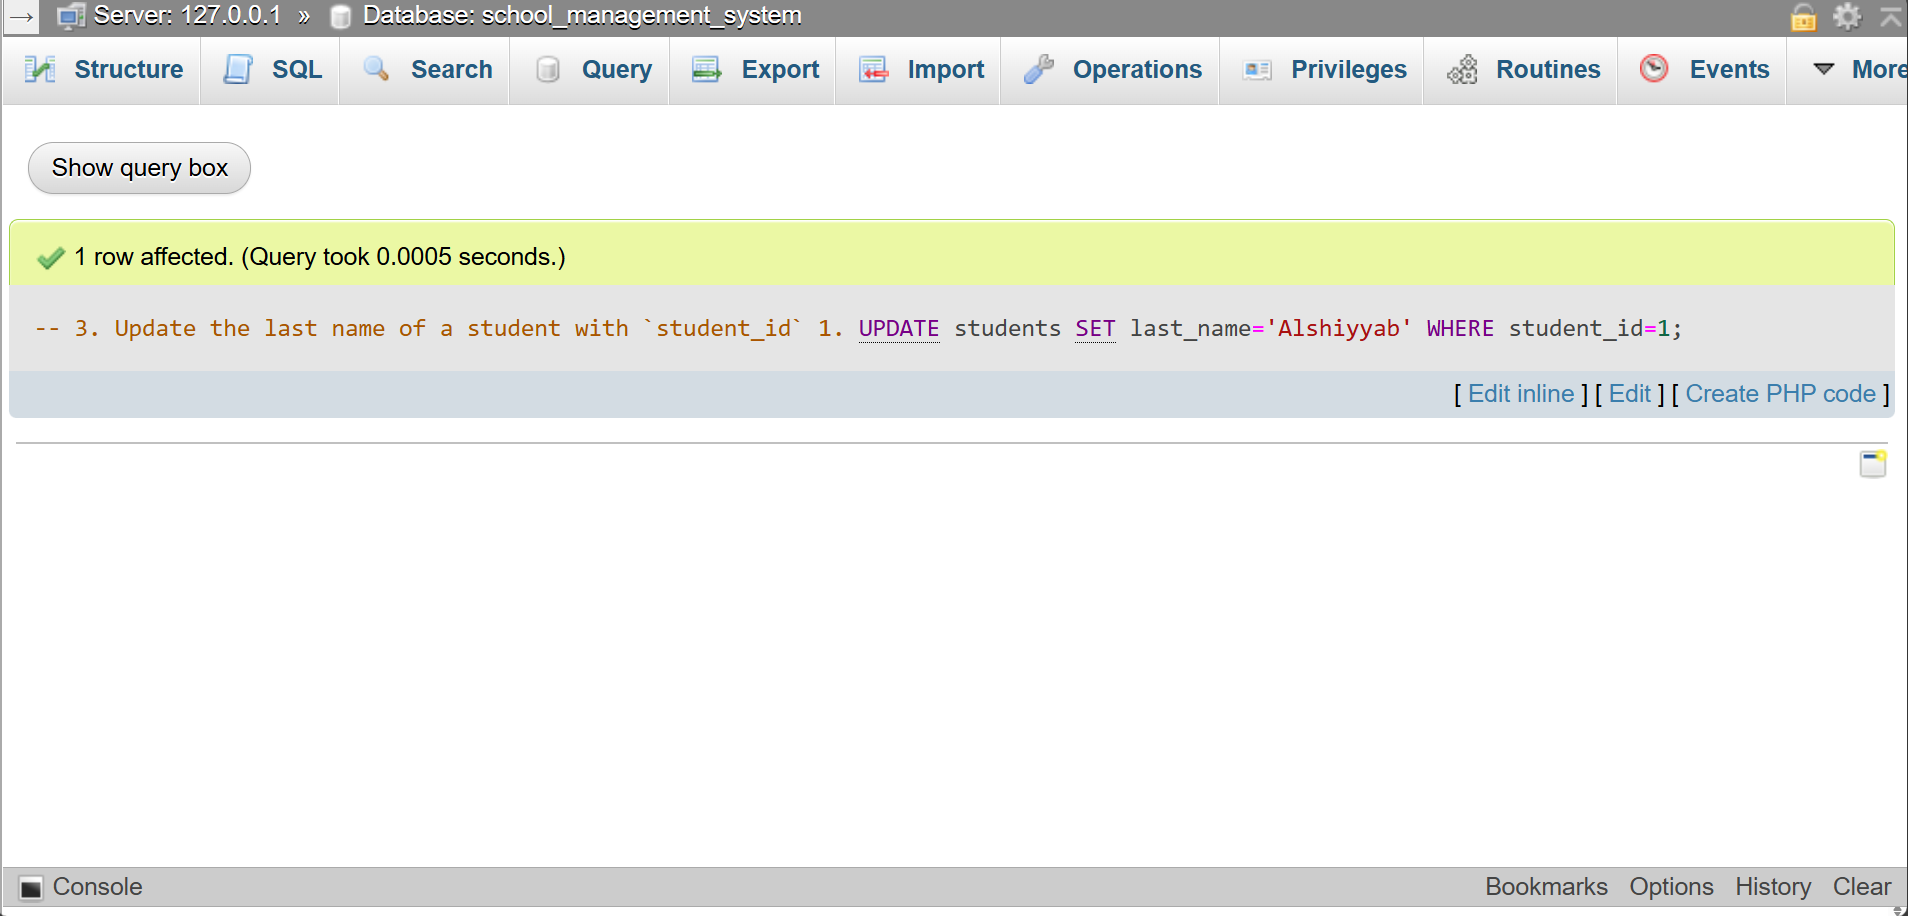 Server: 127.0.0.1 » Database: school_management_system
Structure SQL Search Query Export Import Operations Privileges Routines Events More
Show query box
1 row affected. (Query took 0.0005 seconds.)
-- 3. Update the last name of a student with `student_id` 1. UPDATE students SET last_name='Alshiyyab' WHERE student_id=1;
[ Edit inline ] [ Edit ] [ Create PHP code ]
Console Bookmarks Options History Clear